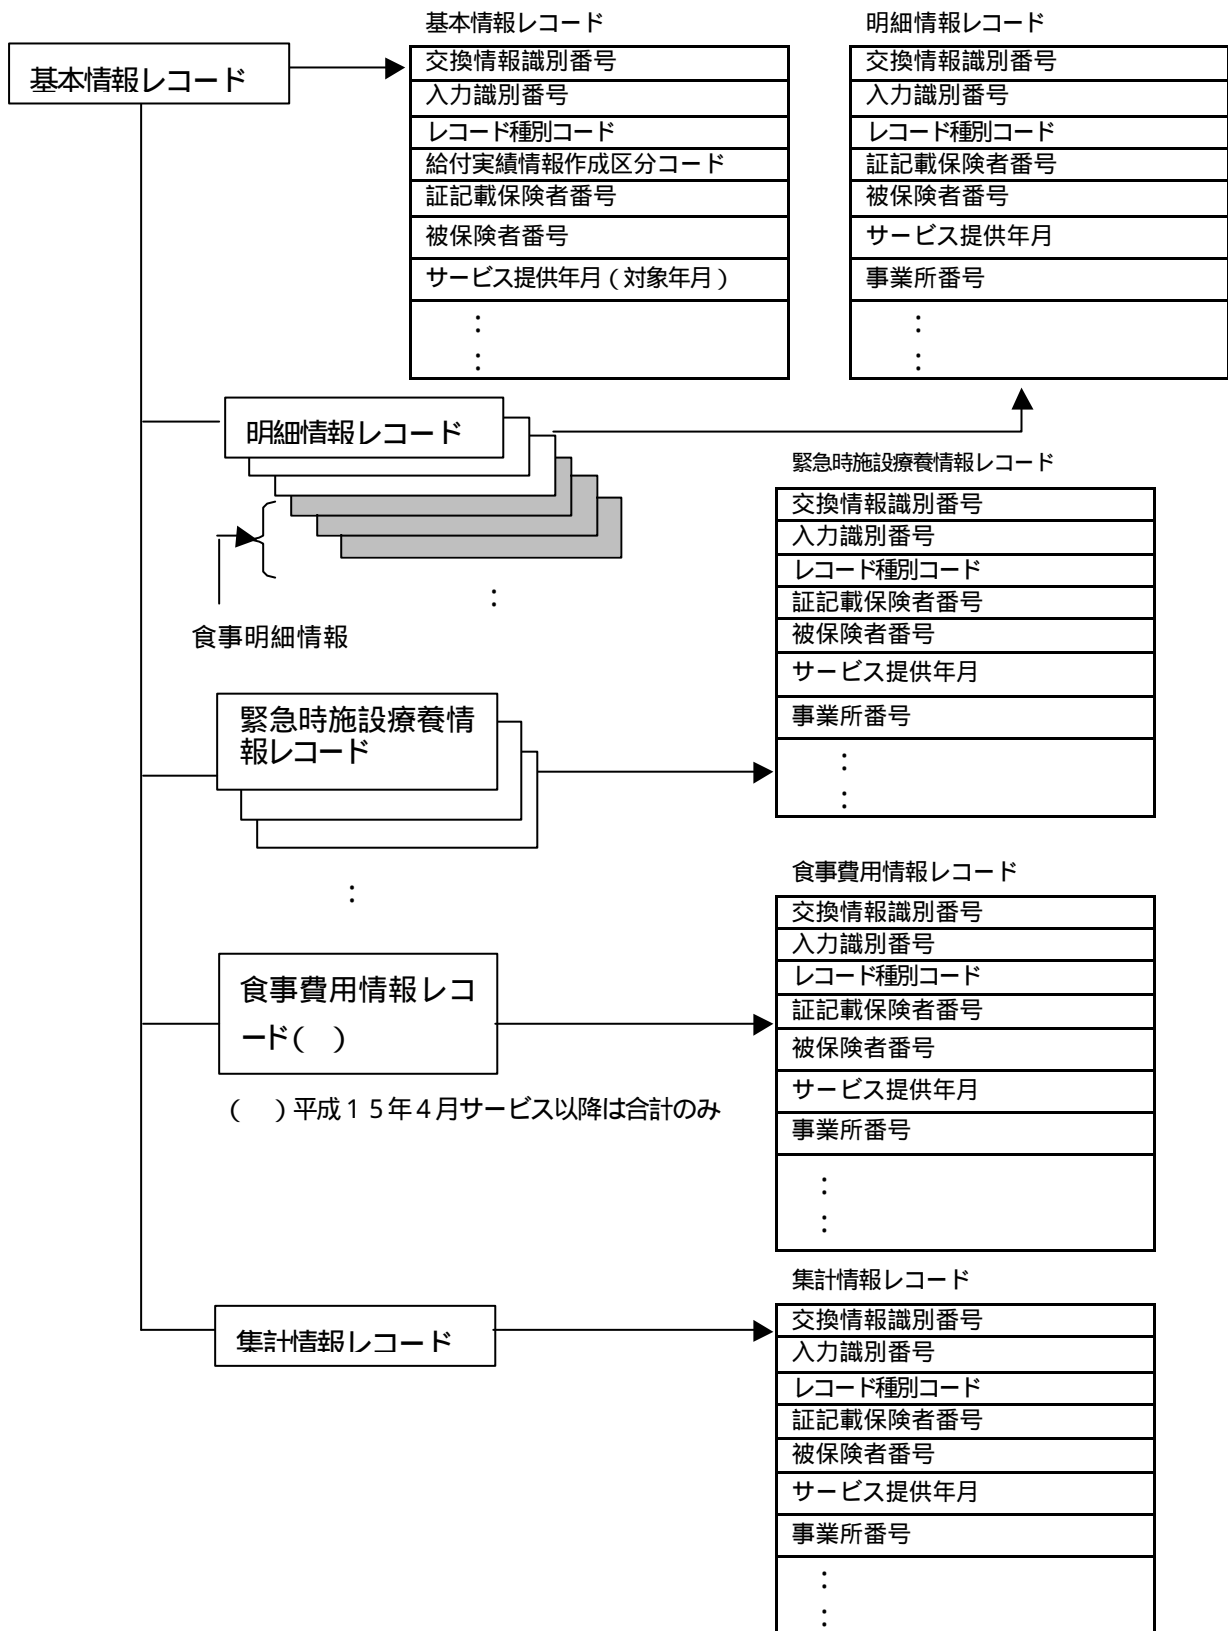 基本情報レコード
基本情報レコード
交換情報識別番号
入力識別番号
レコード種別コード
給付実績情報作成区分コード
証記載保険者番号
被保険者番号
サービス提供年月(対象年月)
:
:
明細情報レコード
交換情報識別番号
入力識別番号
レコード種別コード
証記載保険者番号
被保険者番号
サービス提供年月
事業所番号
:
:
明細情報レコード
:
食事明細情報
緊急時施設療養情報レコード
交換情報識別番号
入力識別番号
レコード種別コード
証記載保険者番号
被保険者番号
サービス提供年月
事業所番号
:
:
緊急時施設療養情
報レコード
:
食事費用情報レコード
交換情報識別番号
入力識別番号
レコード種別コード
証記載保険者番号
被保険者番号
サービス提供年月
事業所番号
:
:
食事費用情報レコ
ード( )
( )平成15年4月サービス以降は合計のみ
集計情報レコード
集計情報レコード
交換情報識別番号
入力識別番号
レコード種別コード
証記載保険者番号
被保険者番号
サービス提供年月
事業所番号
:
: